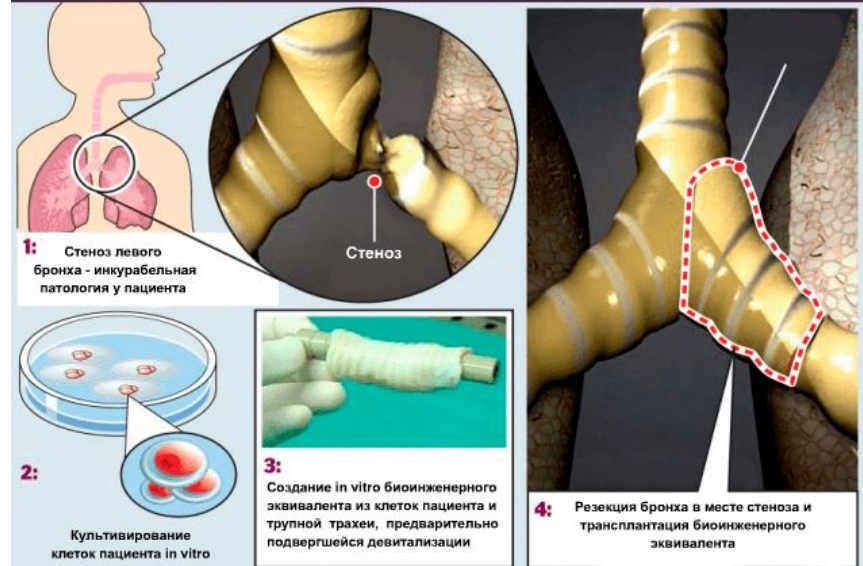 Стеноз
1:
Стеноз левого
бронха - инкурабельная
патология у пациента
2:
Культивирование
клеток пациента in vitro
3:
Создание in vitro биоинженерного
эквивалента из клеток пациента и
трупной трахеи, предварительно
подвергшейся девитализации
4:
Резекция бронха в месте стеноза и
трансплантация биоинженерного
эквивалента